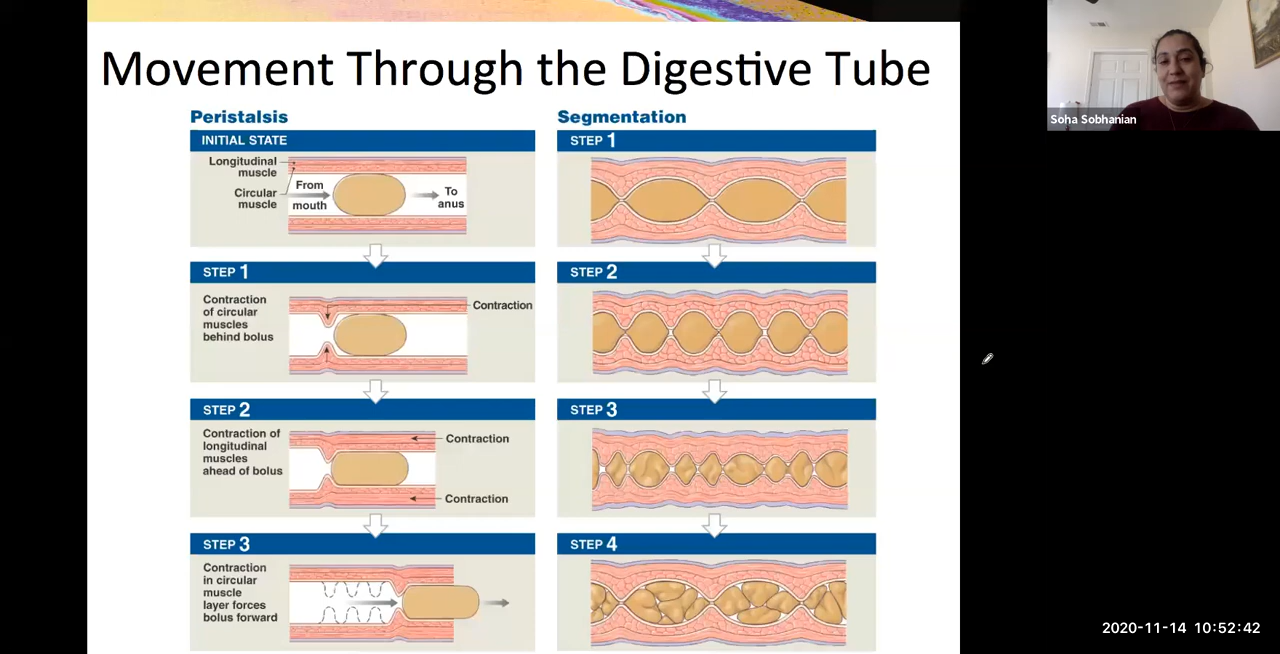 Movement Through the Digestive Tube
Peristalsis
INITIAL STATE
Longitudinal
muscle
Circular
muscle
From
mouth
To
anus
STEP 1
Contraction
of circular
muscles
behind bolus
Contraction
STEP 2
Contraction of
longitudinal
muscles
ahead of bolus
Contraction
Contraction
STEP 3
Contraction
in circular
muscle
layer forces
bolus forward
Segmentation
STEP 1
STEP 2
STEP 3
STEP 4
Soha Sobhanian
2020-11-14 10:52:42